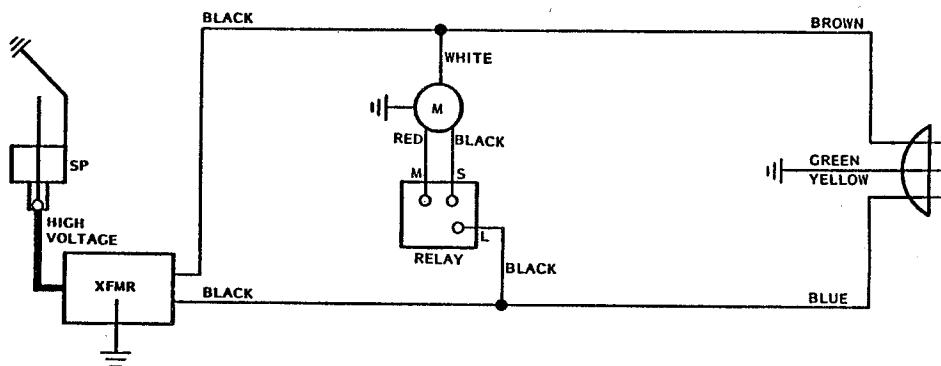 BLACK
BROWN
WHITE
M
RED
BLACK
SP
GREEN
YELLOW
M
S
L
HIGH
VOLTAGE
RELAY
BLACK
XFMR
BLACK
BLUE